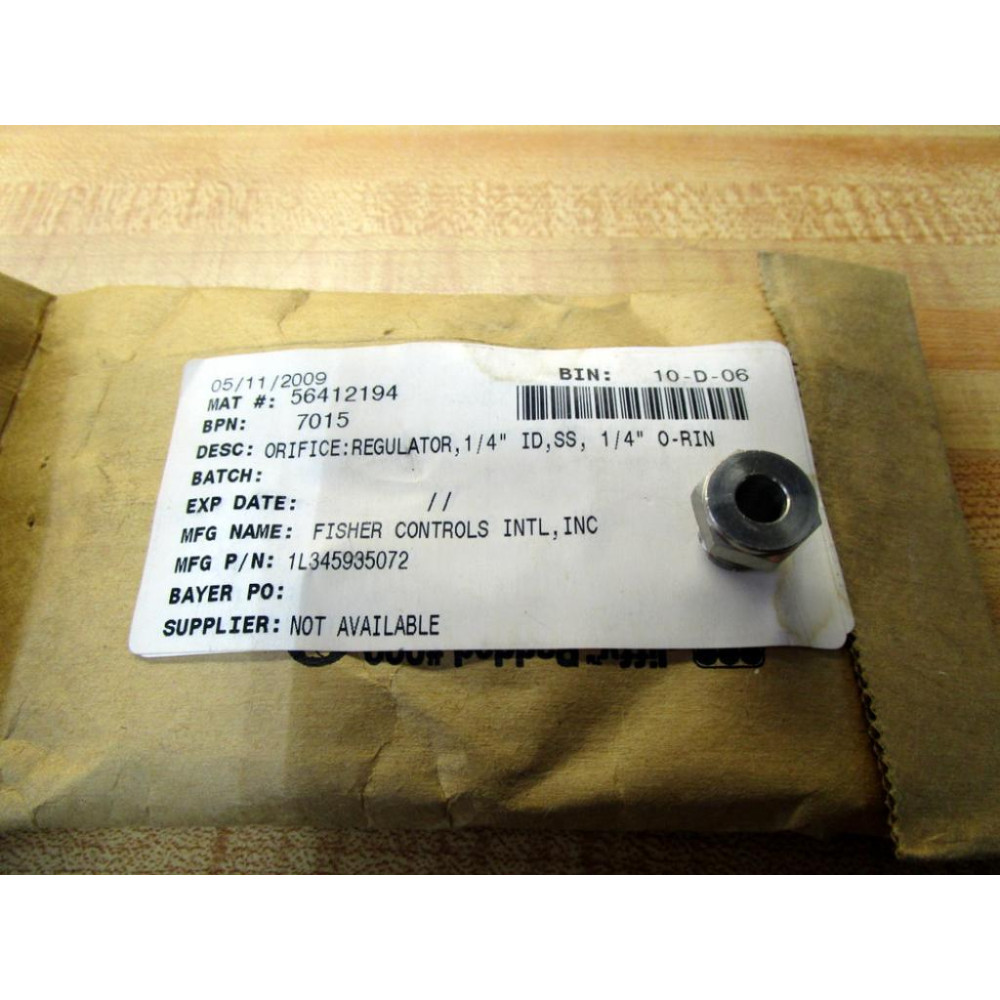 05/11/2009
BIN: 10-D-06
MAT #: 56412194
BPN: 7015
DESC: ORIFICE:REGULATOR,1/4" ID,SS, 1/4" O-RIN
BATCH:
EXP DATE: //
MFG NAME: FISHER CONTROLS INTL,INC
MFG P/N: 1L345935072
BAYER PO:
SUPPLIER: NOT AVAILABLE
Padded